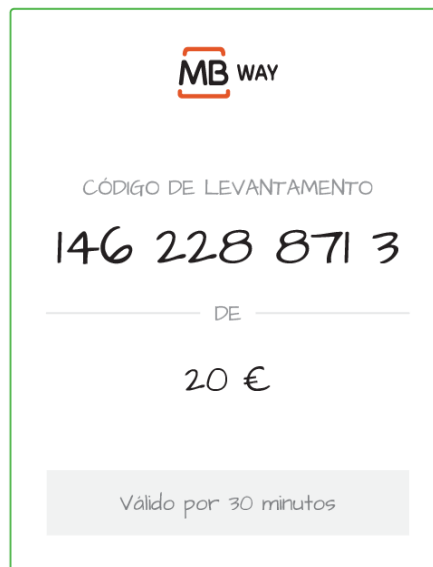 MB WAY
CÓDIGO DE LEVANTAMENTO
146 228 871 3
DE
20 €
Válido por 30 minutos